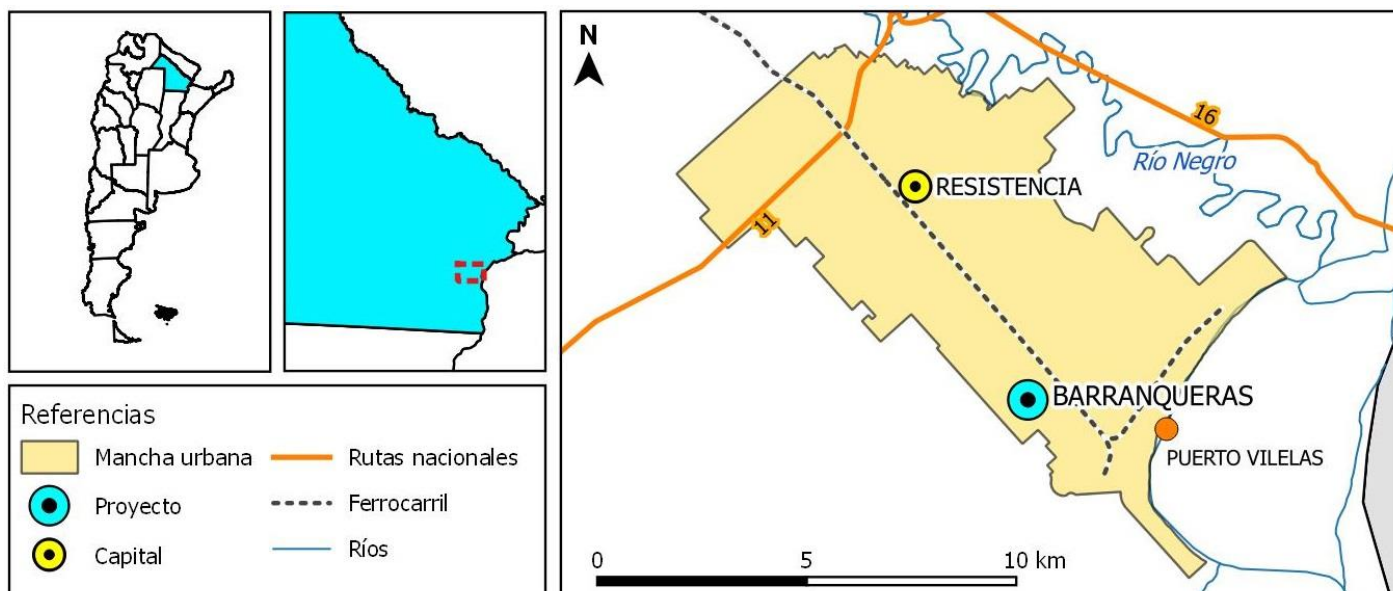 N
16
Río Negro
RESISTENCIA
11
BARRANQUERAS
PUERTO VILELAS
0 5 10 km
Referencias
Mancha urbana
Proyecto
Capital
Rutas nacionales
Ferrocarril
Ríos